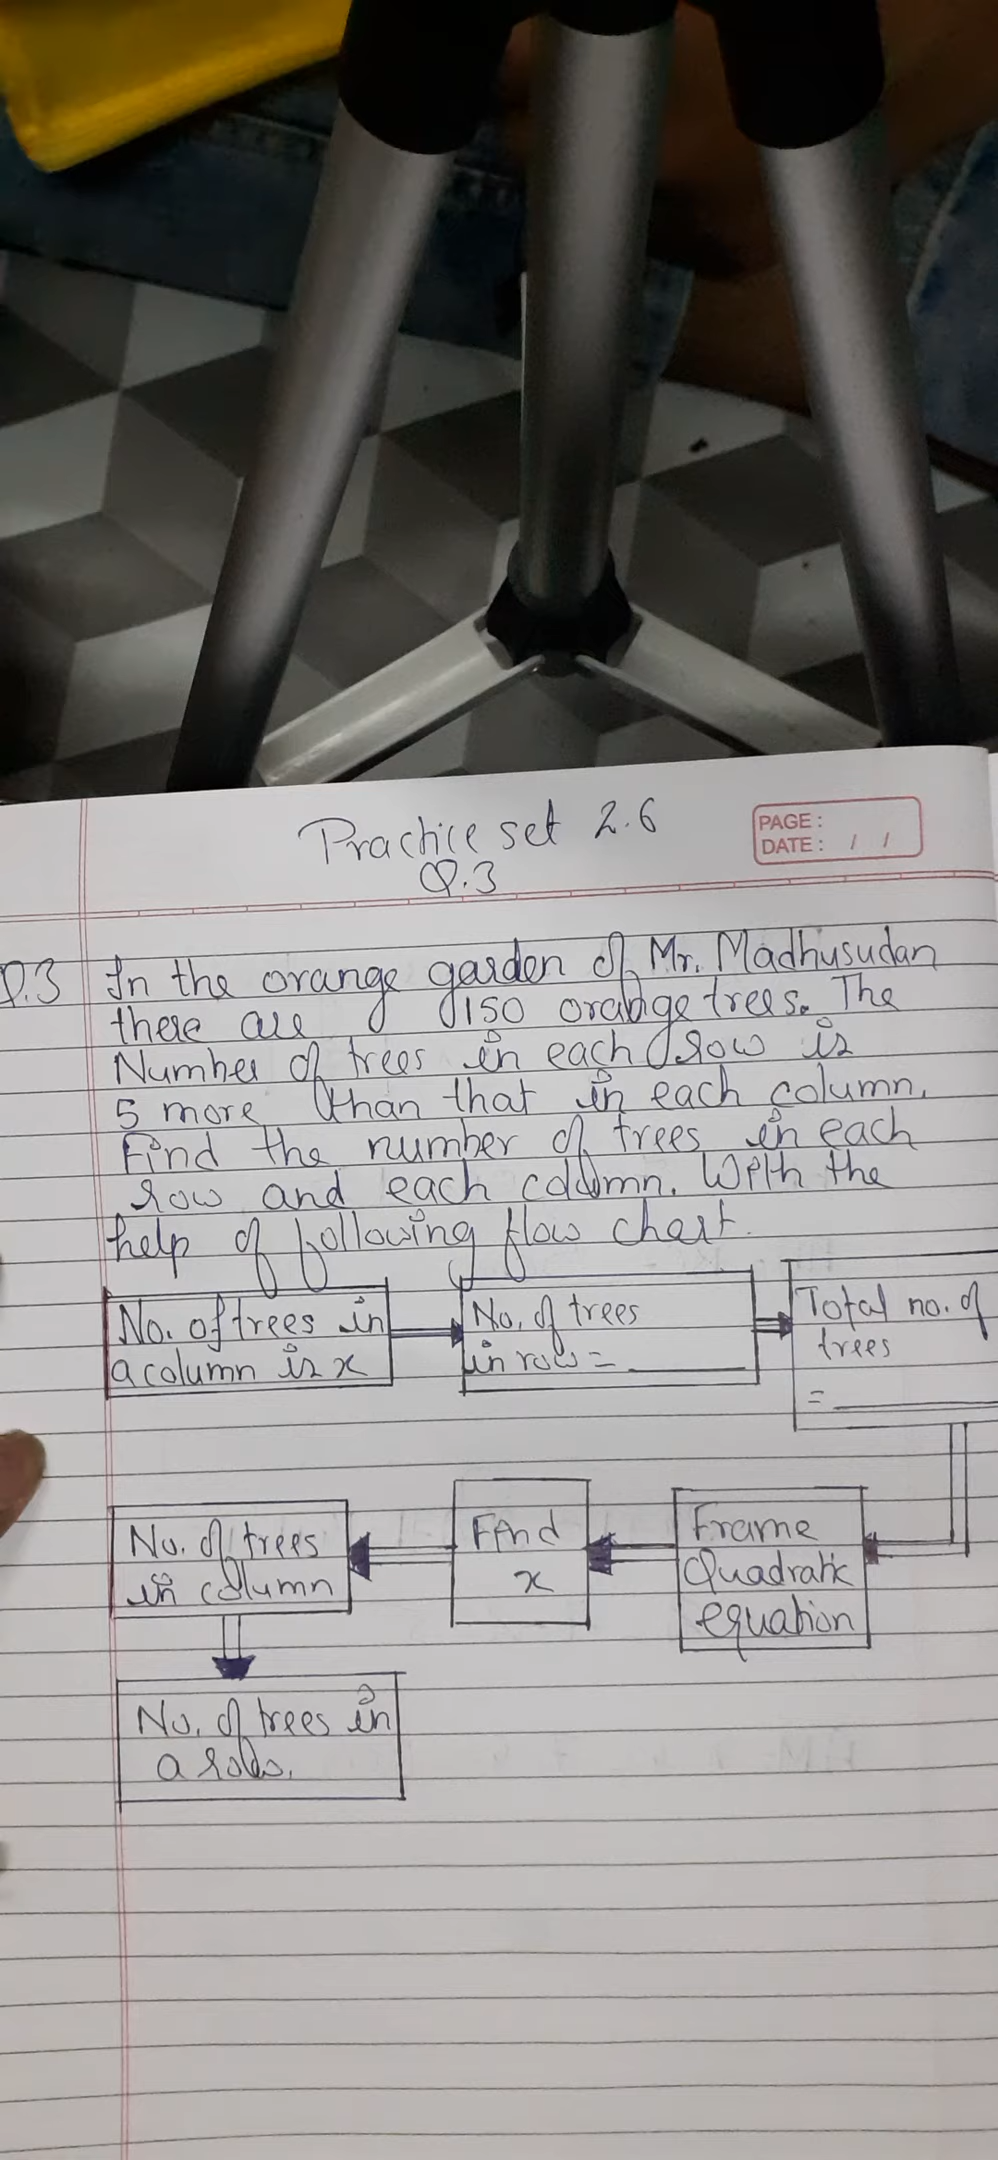 Practice set 2.6
Q.3
PAGE:
DATE: / /
Q.3 In the orange garden of Mr. Madhusudan
there are 150 orange trees. The
Number of trees in each row is
5 more than that in each column.
Find the number of trees in each
row and each column. With the
help of following flow chart.
No. of trees in
a column is x
No. of trees
in row = ________
Total no. of
trees
= ________
No. of trees
in column
Find
x
Frame
Quadratic
equation
No. of trees in
a row.